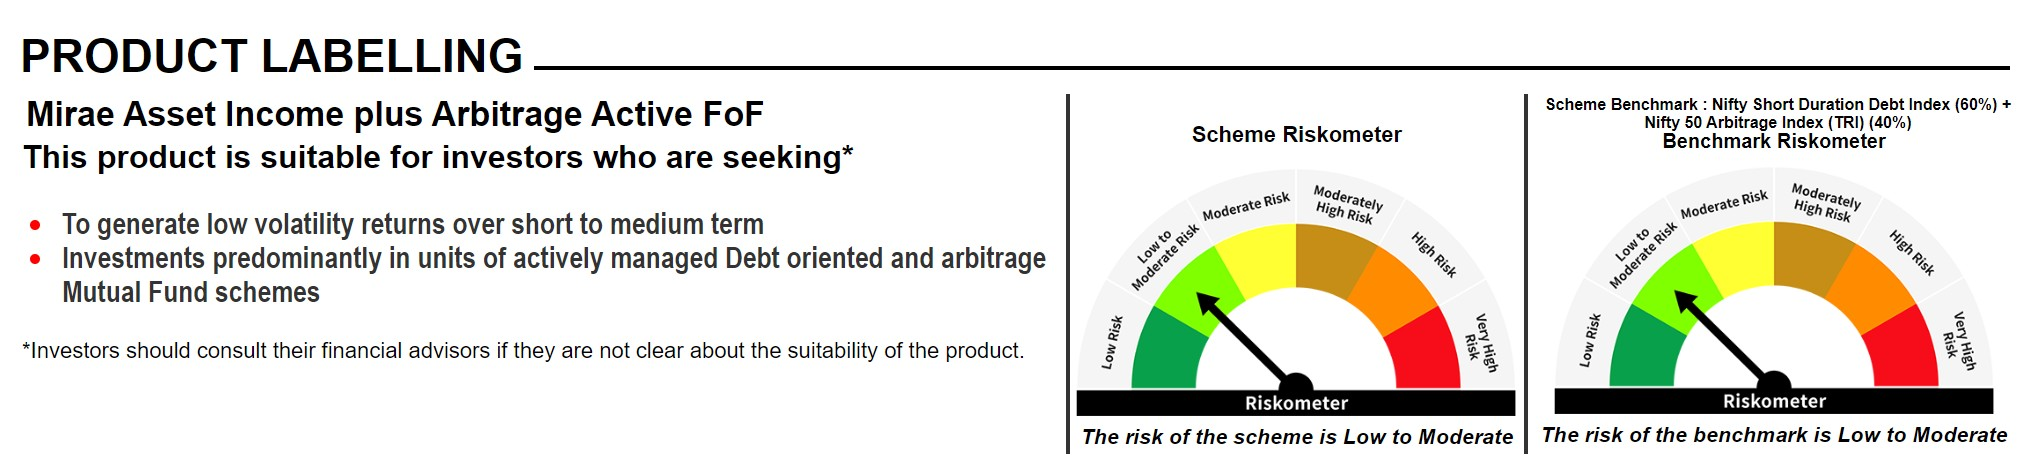 PRODUCT LABELLING
Mirae Asset Income plus Arbitrage Active FoF
This product is suitable for investors who are seeking*
To generate low volatility returns over short to medium term
Investments predominantly in units of actively managed Debt oriented and arbitrage
Mutual Fund schemes
*Investors should consult their financial advisors if they are not clear about the suitability of the product.
Scheme Riskometer
Low Risk
Low to
Moderate Risk
Moderate Risk
Moderately
High Risk
High Risk
Very High
Risk
Riskometer
The risk of the scheme is Low to Moderate
Scheme Benchmark : Nifty Short Duration Debt Index (60%) +
Nifty 50 Arbitrage Index (TRI) (40%)
Benchmark Riskometer
Low Risk
Low to
Moderate Risk
Moderate Risk
Moderately
High Risk
High Risk
Very High
Risk
Riskometer
The risk of the benchmark is Low to Moderate